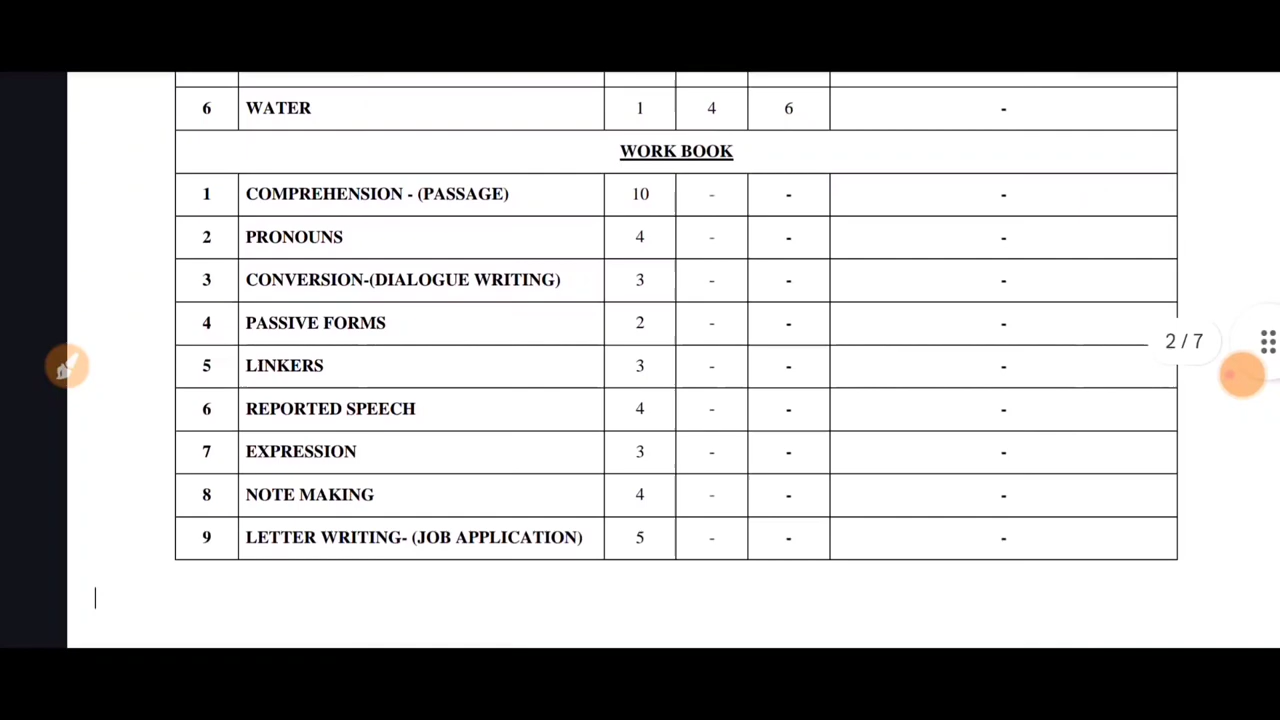 6 WATER 1 4 6 -
WORK BOOK
1 COMPREHENSION - (PASSAGE) 10 - - -
2 PRONOUNS 4 - - -
3 CONVERSION-(DIALOGUE WRITING) 3 - - -
4 PASSIVE FORMS 2 - - -
2 / 7
5 LINKERS 3 - - -
6 REPORTED SPEECH 4 - - -
7 EXPRESSION 3 - - -
8 NOTE MAKING 4 - - -
9 LETTER WRITING- (JOB APPLICATION) 5 - - -